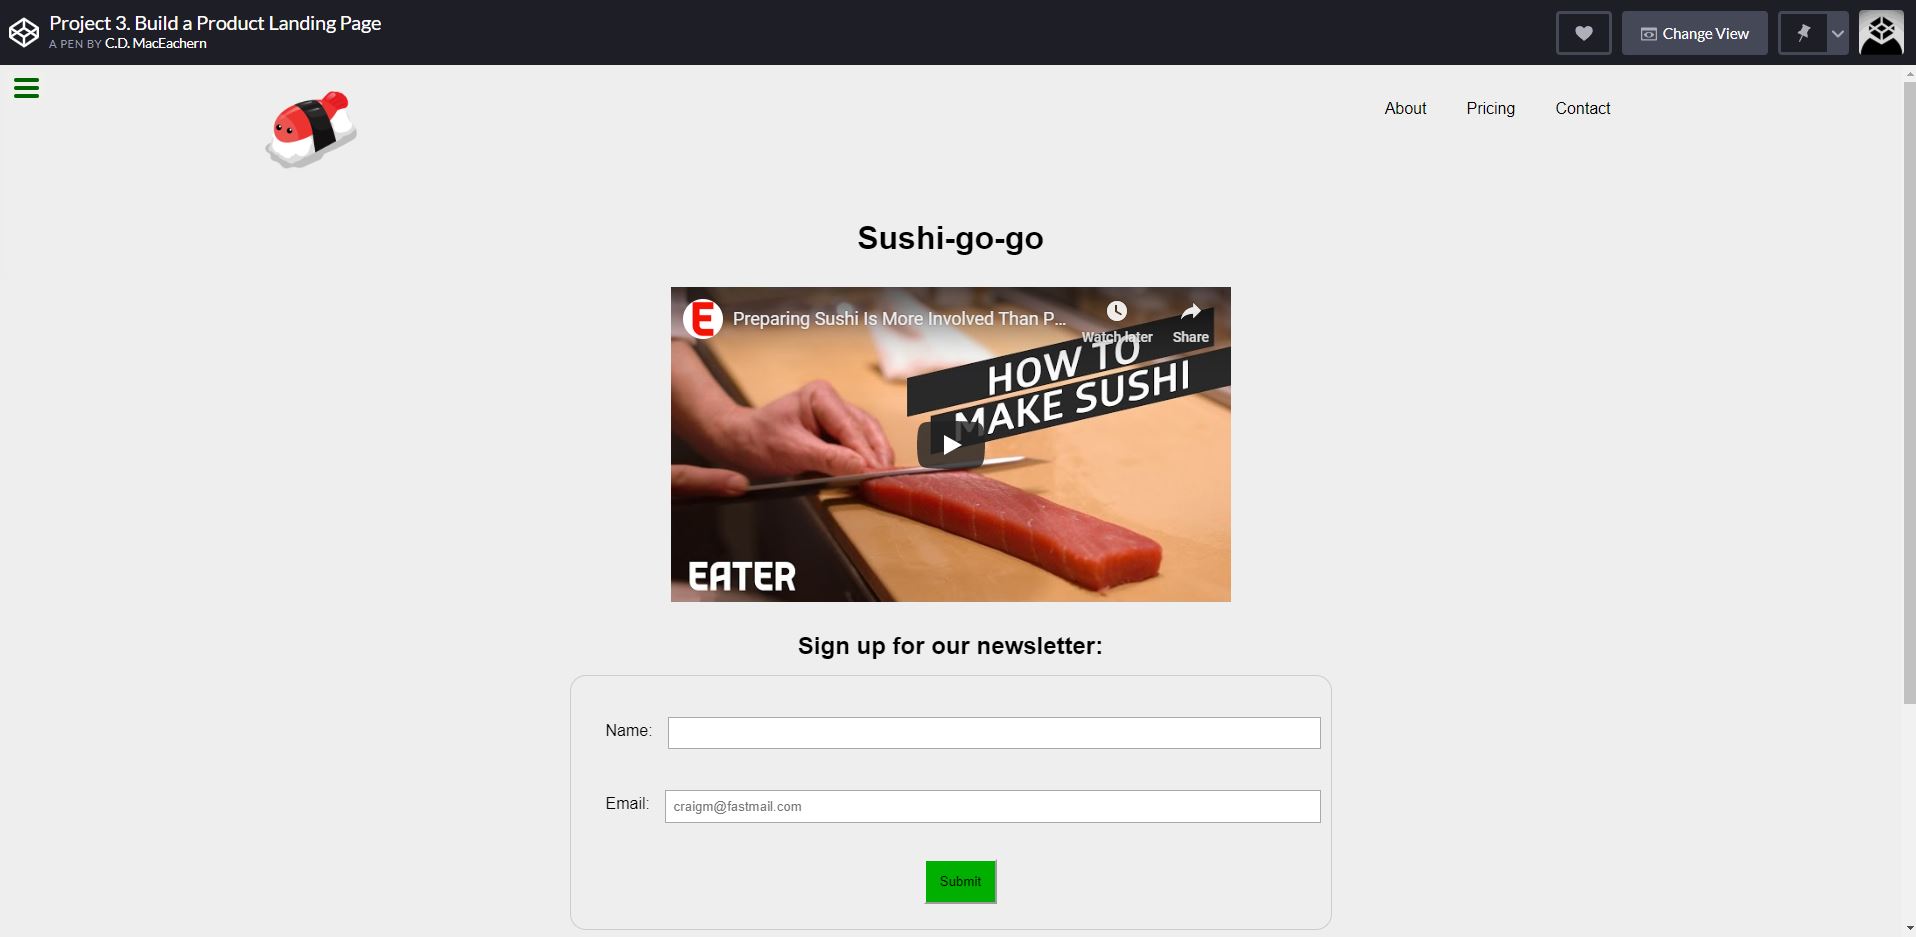 Project 3. Build a Product Landing Page
A PEN BY C.D. MacEachern
Change View
About Pricing Contact
Sushi-go-go
E Preparing Sushi Is More Involved Than P...
Watch later Share
HOW TO
MAKE SUSHI
EATER
Sign up for our newsletter:
Name:
Email: craigm@fastmail.com
Submit